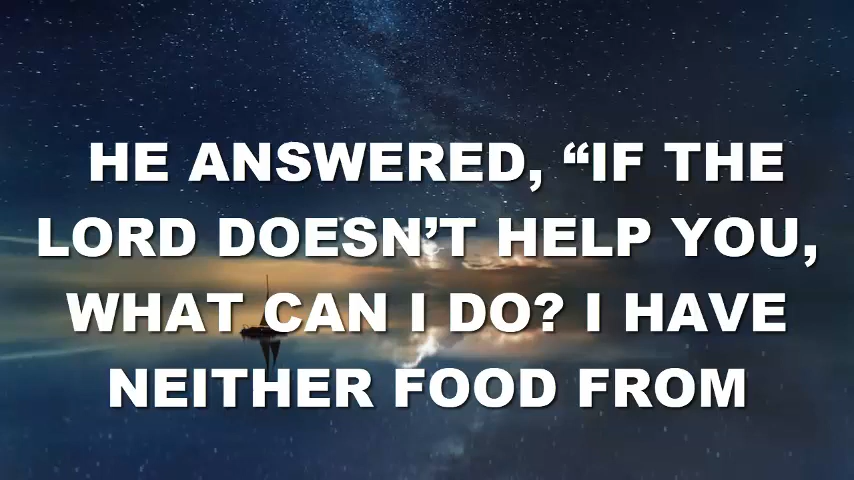 HE ANSWERED, “IF THE
LORD DOESN’T HELP YOU,
WHAT CAN I DO? I HAVE
NEITHER FOOD FROM